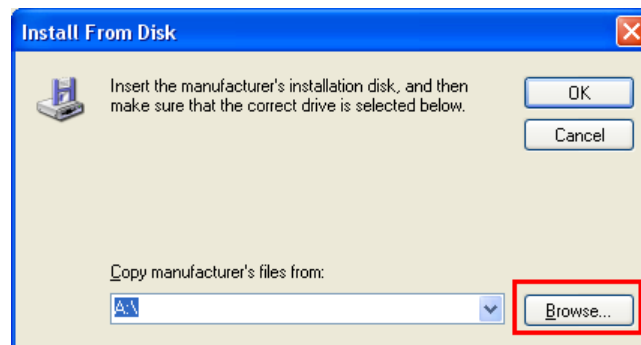 Install From Disk
Insert the manufacturer's installation disk, and then
make sure that the correct drive is selected below.
OK
Cancel
Copy manufacturer's files from:
A:\
Browse...